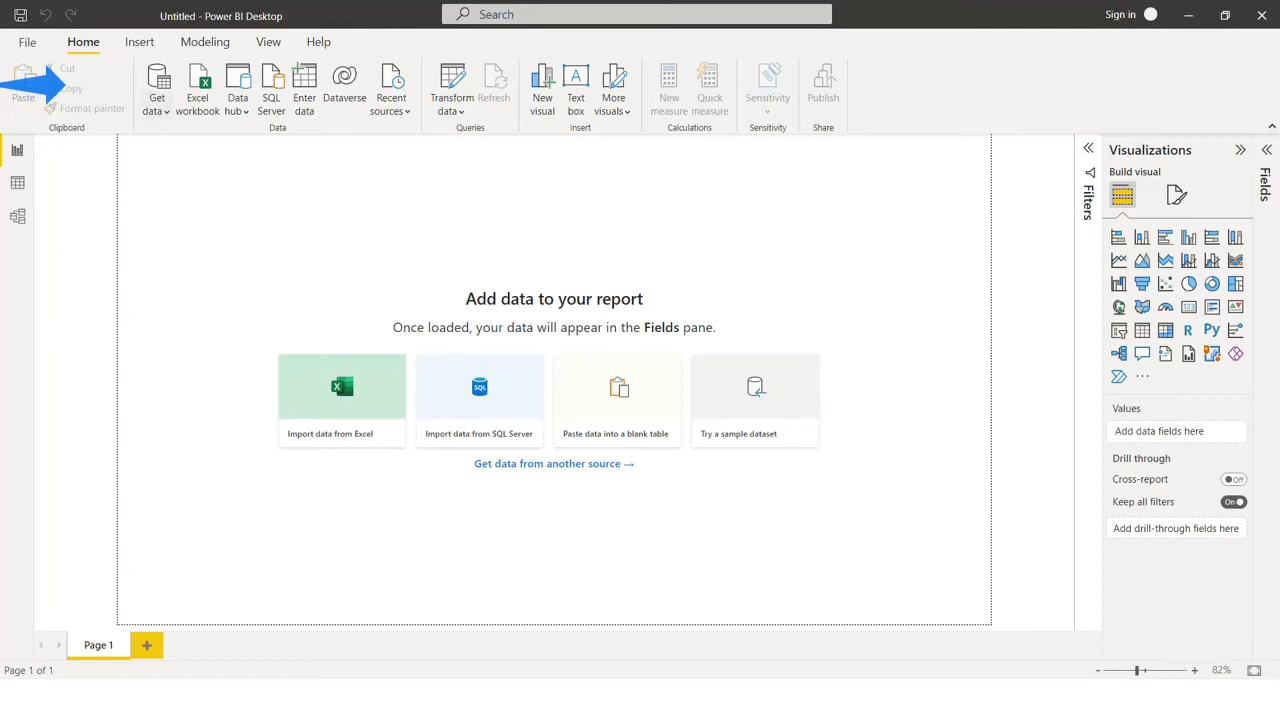 Untitled - Power BI Desktop
Search
Sign in
File Home Insert Modeling View Help
Paste
Cut
Copy
Format painter
Clipboard
Get data
Excel workbook
Data hub
SQL Server
Enter data
Dataverse
Recent sources
Data
Transform data
Refresh
Queries
New visual
Text box
More visuals
Insert
New measure
Quick measure
Calculations
Sensitivity
Sensitivity
Publish
Share
Add data to your report
Once loaded, your data will appear in the Fields pane.
SQL
Import data from Excel
Import data from SQL Server
Paste data into a blank table
Try a sample dataset
Get data from another source →
Filters
Visualizations
Build visual
123
R
Py
...
Values
Add data fields here
Drill through
Cross-report
Off
Keep all filters
On
Add drill-through fields here
Fields
Page 1
Page 1 of 1
- + 82%